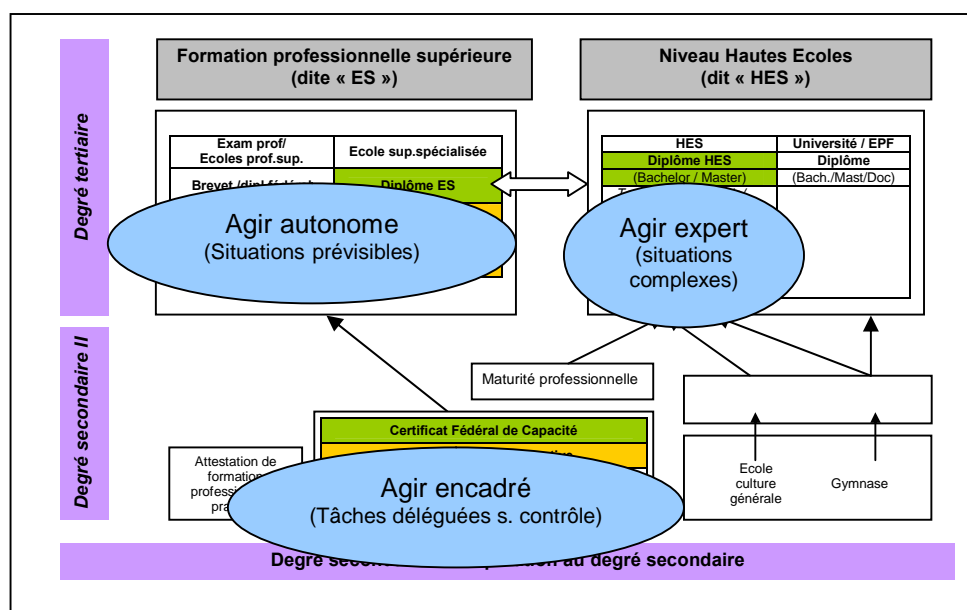 Formation professionnelle supérieure
(dite « ES »)
Niveau Hautes Ecoles
(dit « HES »)
Degré tertiaire
Exam prof/
Ecoles prof.sup.
Ecole sup.spécialisée
Brevet /dipl
Diplôme ES
HES
Université / EPF
Diplôme HES
Diplôme
(Bachelor / Master)
(Bach./Mast/Doc)
Agir autonome
(Situations prévisibles)
Agir expert
(situations
complexes)
Degré secondaire II
Maturité professionnelle
Certificat Fédéral de Capacité
Attestation de
formation
Agir encadré
(Tâches déléguées s. contrôle)
Ecole
culture
générale
Gymnase
Degré au degré secondaire